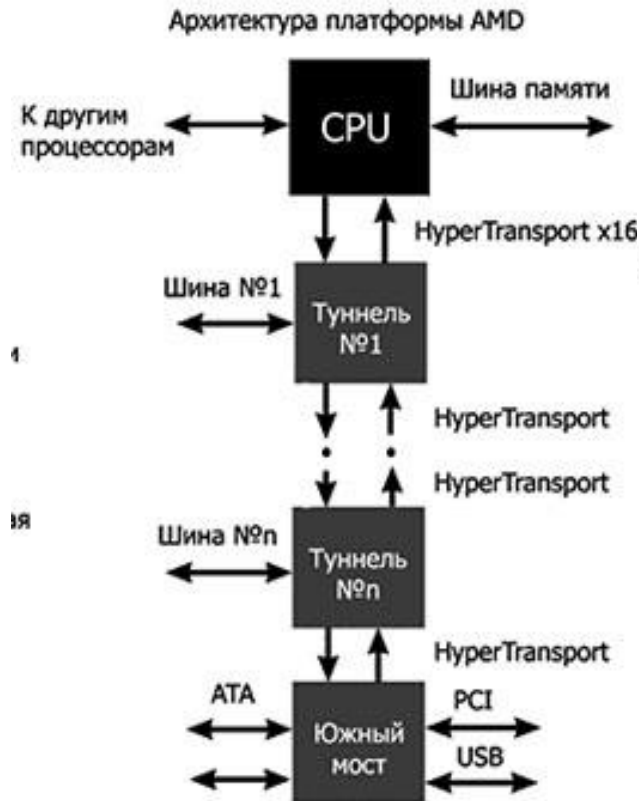 Архитектура платформы AMD
К другим
процессорам
CPU
Шина памяти
HyperTransport x16
Шина №1
Туннель
№1
и
HyperTransport
HyperTransport
ая
Шина №n
Туннель
№n
HyperTransport
ATA
Южный
мост
PCI
USB